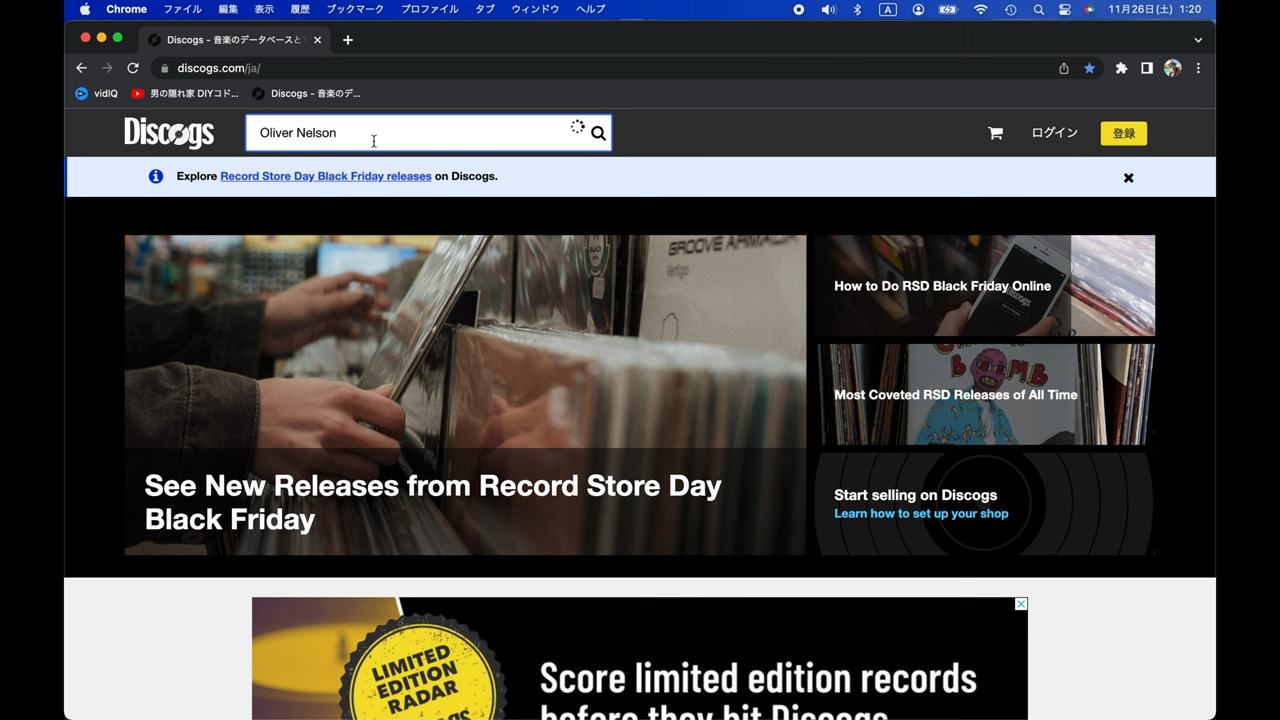 Chrome ファイル 編集 表示 履歴 ブックマーク プロファイル タブ ウィンドウ ヘルプ A 11月26日(土) 1:20
Discogs - 音楽のデータベースと
discogs.com/ja/
vidIQ 男の隠れ家 DIYコド... Discogs - 音楽のデ...
Discogs Oliver Nelson ログイン 登録
Explore Record Store Day Black Friday releases on Discogs.
GROOVE ARMADA
Vertigo
See New Releases from Record Store Day
Black Friday
How to Do RSD Black Friday Online
Discogs
BOMB
Most Coveted RSD Releases of All Time
Start selling on Discogs
Learn how to set up your shop
LIMITED
EDITION
RADAR
Score limited edition records
before they hit Discogs